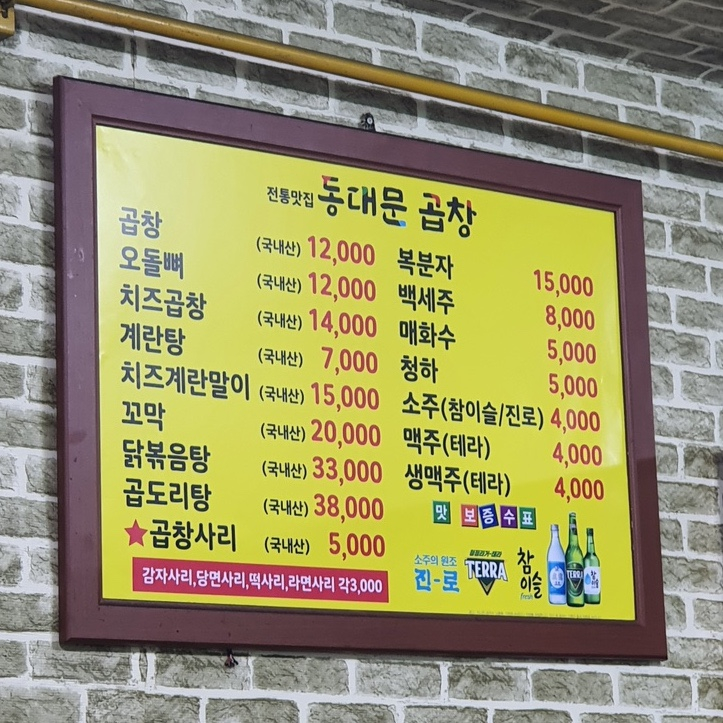 전통맛집 동대문 곱창
곱창 (국내산) 12,000
오돌뼈 (국내산) 12,000
치즈곱창 (국내산) 14,000
계란탕 (국내산) 7,000
치즈계란말이 (국내산) 15,000
꼬막 (국내산) 20,000
닭볶음탕 (국내산) 33,000
곱도리탕 (국내산) 38,000
★곱창사리 (국내산) 5,000
감자사리,당면사리,떡사리,라면사리 각3,000
복분자 15,000
백세주 8,000
매화수 5,000
청하 5,000
소주(참이슬/진로) 4,000
맥주(테라) 4,000
생맥주(테라) 4,000
맛 보증수표
소주의 원조
진-로
TERRA
참
이슬
fresh
TERRA